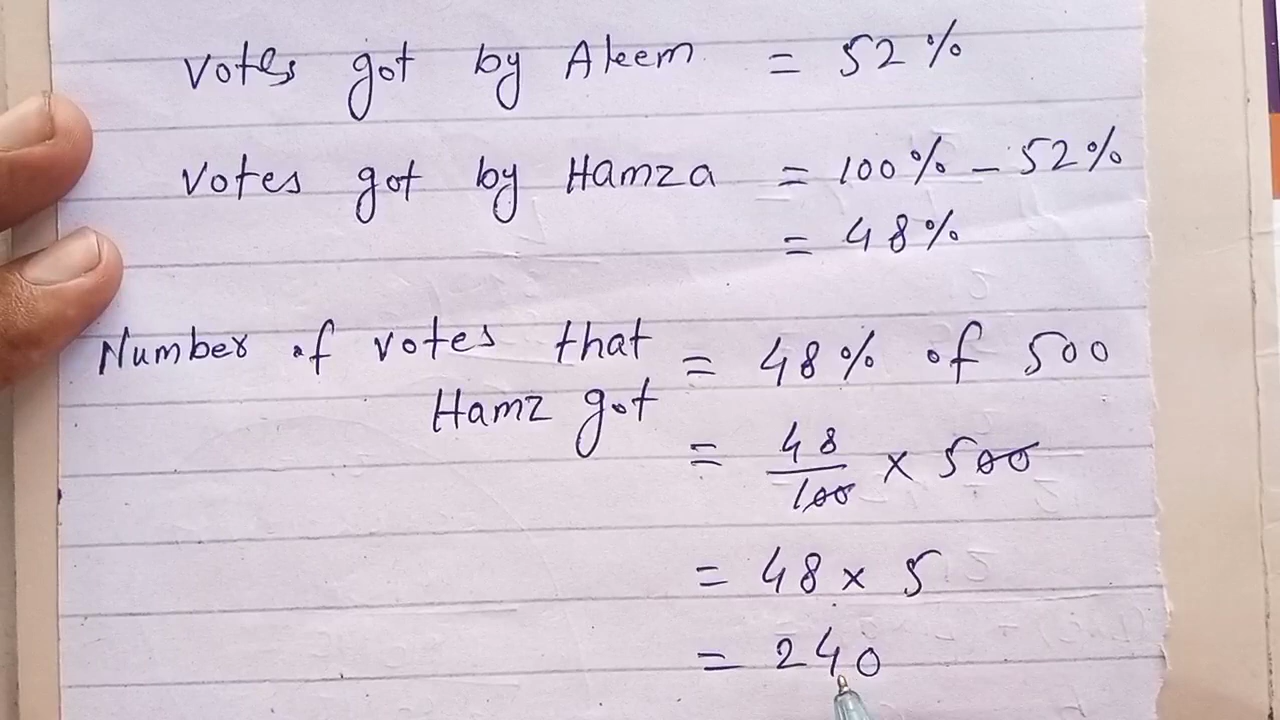 Votes got by Aleem = 52%
Votes got by Hamza = 100% - 52%
= 48%
Number of votes that = 48% of 500
Hamz got
= 48/100 × 500
= 48 × 5
= 240